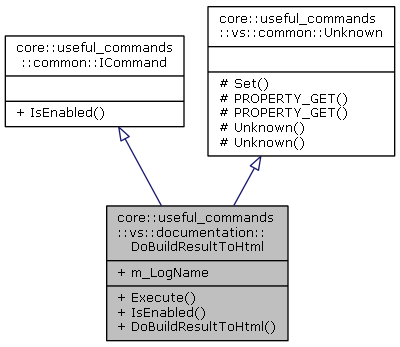 core::useful_commands
::common::ICommand
+ IsEnabled()
core::useful_commands
::vs::common::Unknown
# Set()
# PROPERTY_GET()
# PROPERTY_GET()
# Unknown()
# Unknown()
core::useful_commands
::vs::documentation::
DoBuildResultToHtml
+ m_LogName
+ Execute()
+ IsEnabled()
+ DoBuildResultToHtml()